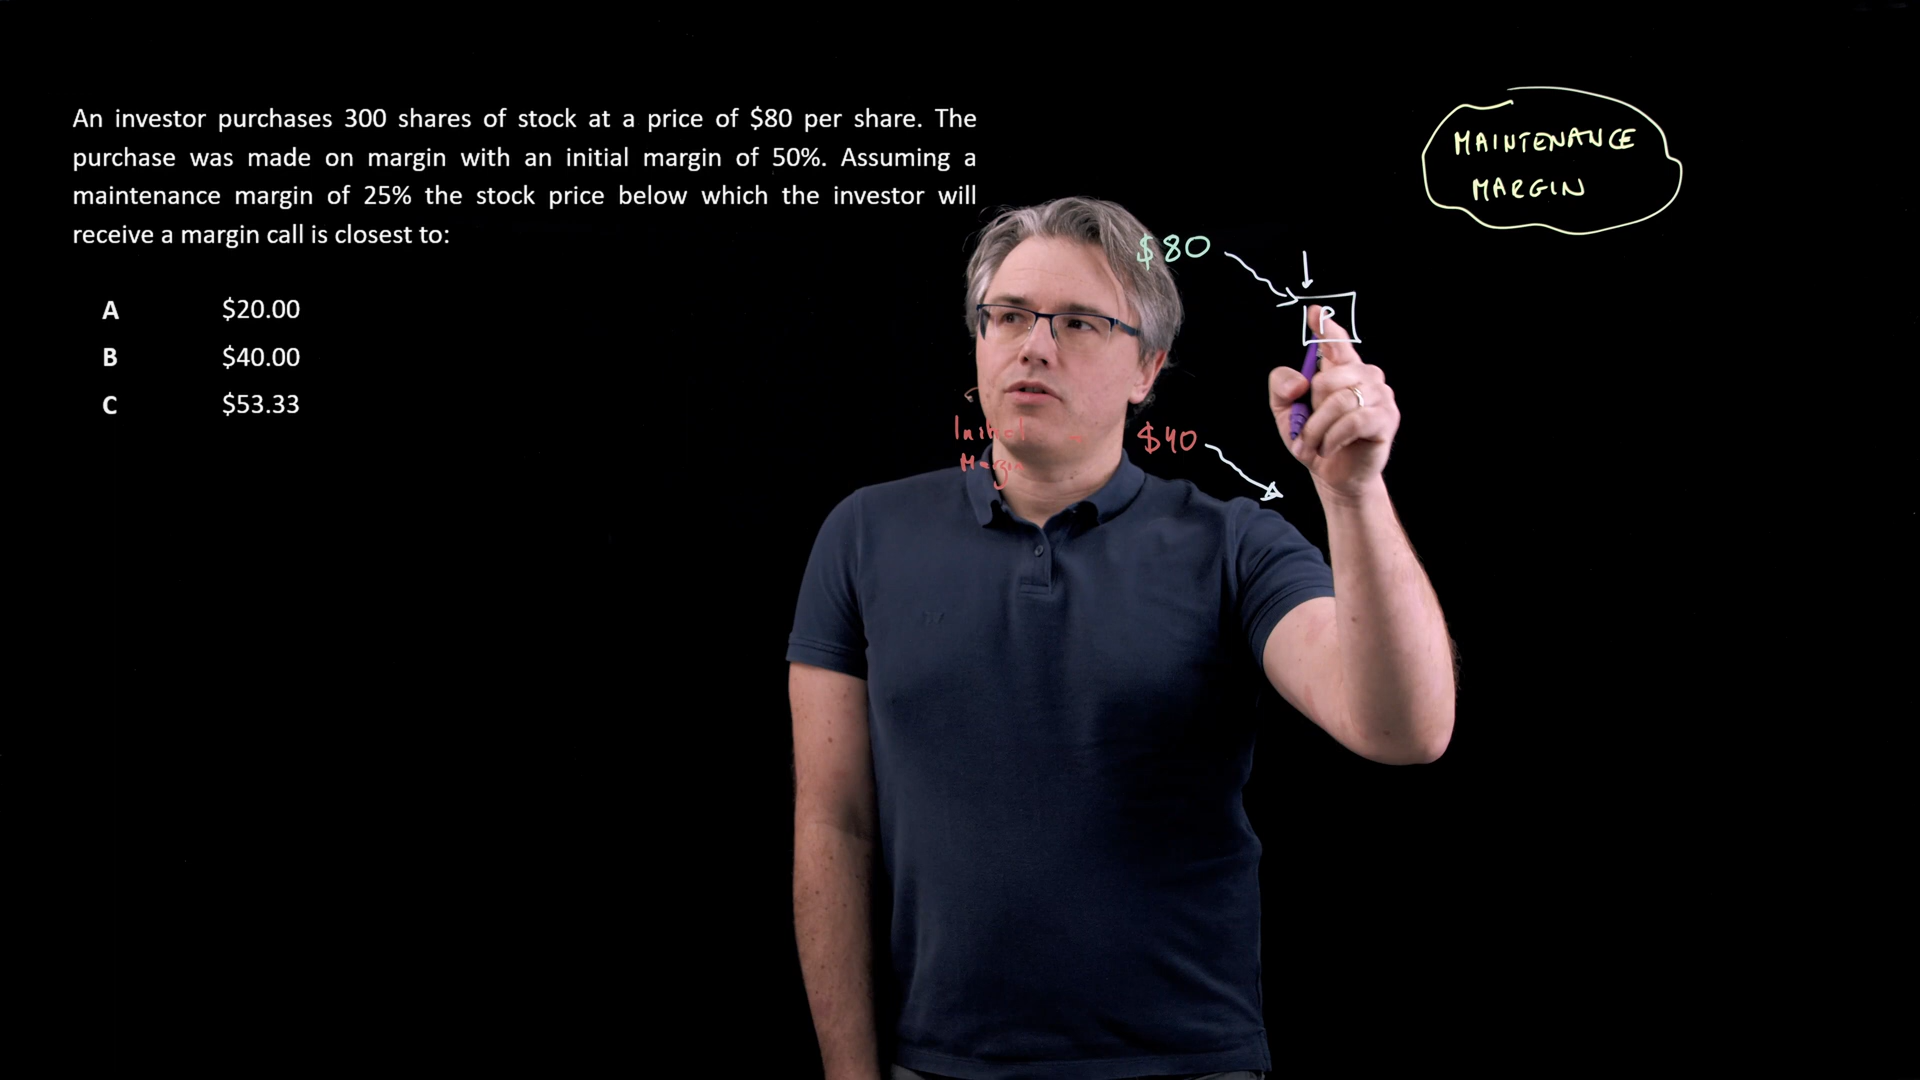 An investor purchases 300 shares of stock at a price of $80 per share. The
purchase was made on margin with an initial margin of 50%. Assuming a
maintenance margin of 25% the stock price below which the investor will
receive a margin call is closest to:
A $20.00
B $40.00
C $53.33
MAINTENANCE
MARGIN
$80
P
Initial
Margin
$40